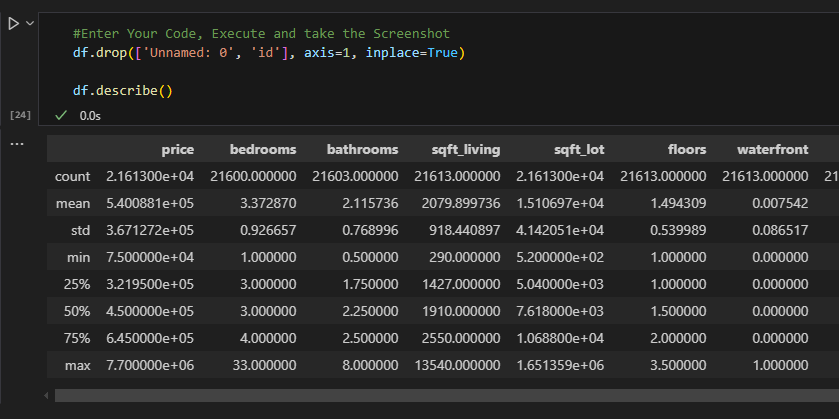 #Enter Your Code, Execute and take the Screenshot
df.drop(['Unnamed: 0', 'id'], axis=1, inplace=True)
df.describe()
[24] 0.0s
price bedrooms bathrooms sqft_living sqft_lot floors waterfront
count 2.161300e+04 21600.000000 21603.000000 21613.000000 2.161300e+04 21613.000000 21613.000000 21
mean 5.400881e+05 3.372870 2.115736 2079.899736 1.510697e+04 1.494309 0.007542
std 3.671272e+05 0.926657 0.768996 918.440897 4.142051e+04 0.539989 0.086517
min 7.500000e+04 1.000000 0.500000 290.000000 5.200000e+02 1.000000 0.000000
25% 3.219500e+05 3.000000 1.750000 1427.000000 5.040000e+03 1.000000 0.000000
50% 4.500000e+05 3.000000 2.250000 1910.000000 7.618000e+03 1.500000 0.000000
75% 6.450000e+05 4.000000 2.500000 2550.000000 1.068800e+04 2.000000 0.000000
max 7.700000e+06 33.000000 8.000000 13540.000000 1.651359e+06 3.500000 1.000000